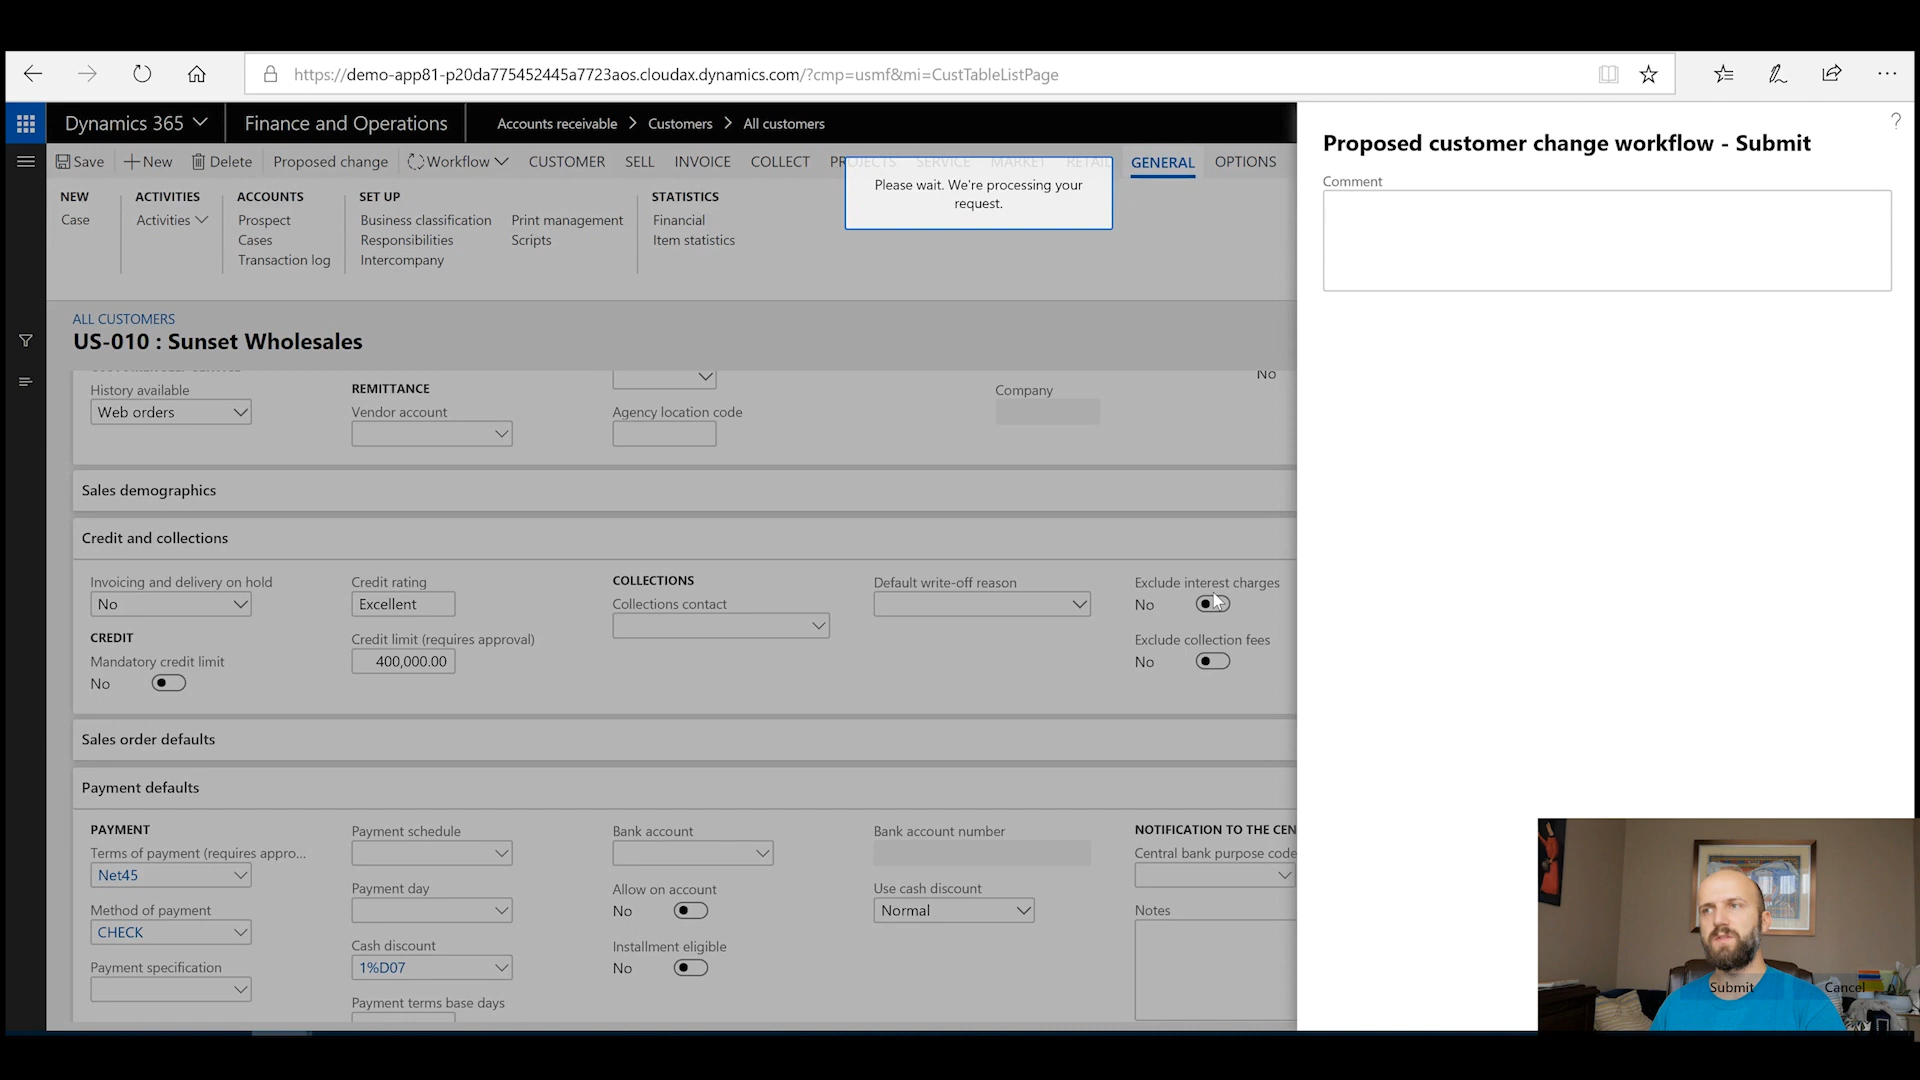 https://demo-app81-p20da775452445a7723aos.cloudax.dynamics.com/?cmp=usmf&mi=CustTableListPage
Dynamics 365
Finance and Operations
Accounts receivable > Customers > All customers
?
Proposed customer change workflow - Submit
Comment
Save
New
Delete
Proposed change
Workflow
CUSTOMER
SELL
INVOICE
COLLECT
PROJECTS
SERVICE
MARKET
RETAIL
GENERAL
OPTIONS
Please wait. We're processing your
request.
NEW
Case
ACTIVITIES
Activities
ACCOUNTS
Prospect
Cases
Transaction log
SET UP
Business classification
Responsibilities
Intercompany
Print management
Scripts
STATISTICS
Financial
Item statistics
ALL CUSTOMERS
US-010 : Sunset Wholesales
History available
Web orders
REMITTANCE
Vendor account
Agency location code
Company
No
Sales demographics
Credit and collections
Invoicing and delivery on hold
No
CREDIT
Mandatory credit limit
No
Credit rating
Excellent
Credit limit (requires approval)
400,000.00
COLLECTIONS
Collections contact
Default write-off reason
Exclude interest charges
No
Exclude collection fees
No
Sales order defaults
Payment defaults
PAYMENT
Terms of payment (requires appro...
Net45
Method of payment
CHECK
Payment specification
Payment schedule
Payment day
Cash discount
1%D07
Payment terms base days
Bank account
Allow on account
No
Installment eligible
No
Bank account number
Use cash discount
Normal
NOTIFICATION TO THE CEN
Central bank purpose code
Notes
Submit
Cancel